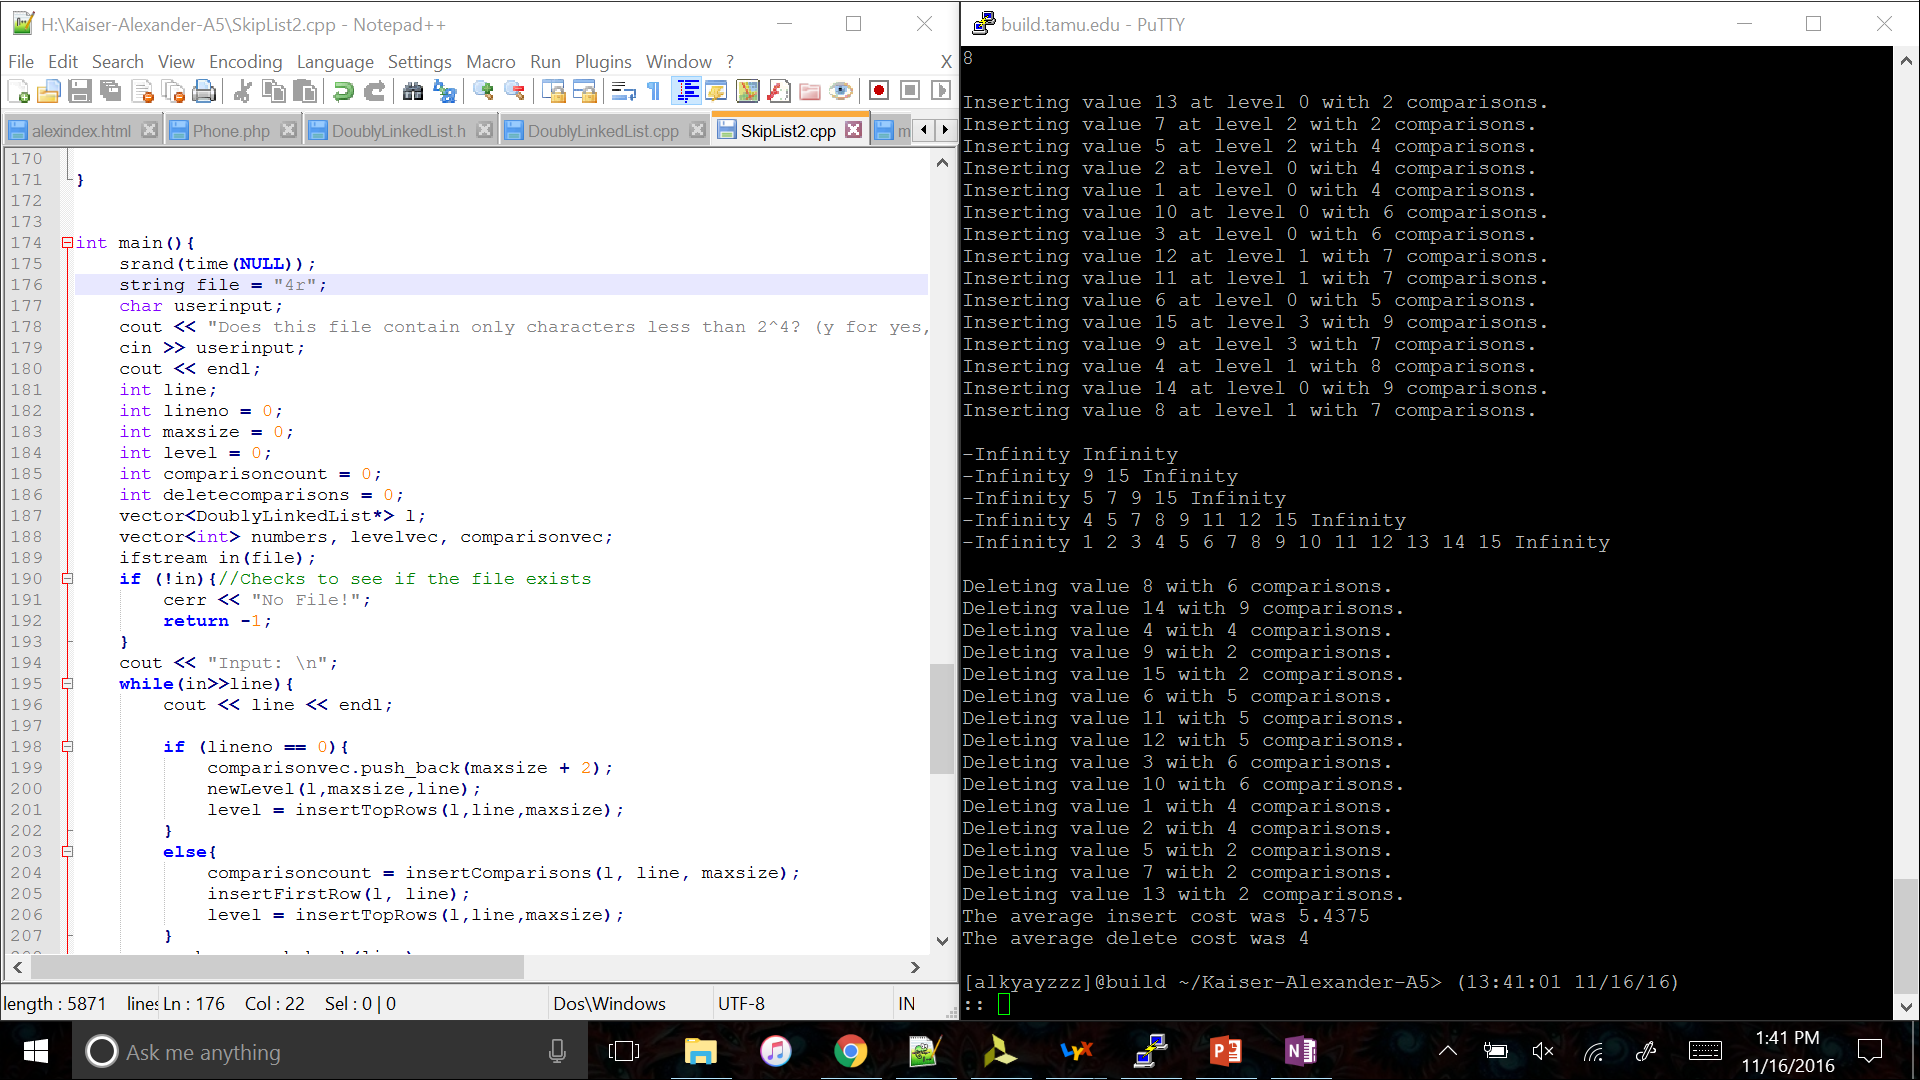 H:\Kaiser-Alexander-A5\SkipList2.cpp - Notepad++
File Edit Search View Encoding Language Settings Macro Run Plugins Window ? X
alexindex.html Phone.php DoublyLinkedList.h DoublyLinkedList.cpp SkipList2.cpp m
170
171 }
172
173
174 int main(){
175 srand(time(NULL));
176 string file = "4r";
177 char userinput;
178 cout << "Does this file contain only characters less than 2^4? (y for yes,
179 cin >> userinput;
180 cout << endl;
181 int line;
182 int lineno = 0;
183 int maxsize = 0;
184 int level = 0;
185 int comparisoncount = 0;
186 int deletecomparisons = 0;
187 vector<DoublyLinkedList*> l;
188 vector<int> numbers, levelvec, comparisonvec;
189 ifstream in(file);
190 if (!in){//Checks to see if the file exists
191 cerr << "No File!";
192 return -1;
193 }
194 cout << "Input: \n";
195 while(in>>line){
196 cout << line << endl;
197
198 if (lineno == 0){
199 comparisonvec.push_back(maxsize + 2);
200 newLevel(l,maxsize,line);
201 level = insertTopRows(l,line,maxsize);
202 }
203 else{
204 comparisoncount = insertComparisons(l, line, maxsize);
205 insertFirstRow(l, line);
206 level = insertTopRows(l,line,maxsize);
207 }
length : 5871 lines Ln : 176 Col : 22 Sel : 0 | 0 Dos\Windows UTF-8 IN
build.tamu.edu - PuTTY
8
Inserting value 13 at level 0 with 2 comparisons.
Inserting value 7 at level 2 with 2 comparisons.
Inserting value 5 at level 2 with 4 comparisons.
Inserting value 2 at level 0 with 4 comparisons.
Inserting value 1 at level 0 with 4 comparisons.
Inserting value 10 at level 0 with 6 comparisons.
Inserting value 3 at level 0 with 6 comparisons.
Inserting value 12 at level 1 with 7 comparisons.
Inserting value 11 at level 1 with 7 comparisons.
Inserting value 6 at level 0 with 5 comparisons.
Inserting value 15 at level 3 with 9 comparisons.
Inserting value 9 at level 3 with 7 comparisons.
Inserting value 4 at level 1 with 8 comparisons.
Inserting value 14 at level 0 with 9 comparisons.
Inserting value 8 at level 1 with 7 comparisons.
-Infinity Infinity
-Infinity 9 15 Infinity
-Infinity 5 7 9 15 Infinity
-Infinity 4 5 7 8 9 11 12 15 Infinity
-Infinity 1 2 3 4 5 6 7 8 9 10 11 12 13 14 15 Infinity
Deleting value 8 with 6 comparisons.
Deleting value 14 with 9 comparisons.
Deleting value 4 with 4 comparisons.
Deleting value 9 with 2 comparisons.
Deleting value 15 with 2 comparisons.
Deleting value 6 with 5 comparisons.
Deleting value 11 with 5 comparisons.
Deleting value 12 with 5 comparisons.
Deleting value 3 with 6 comparisons.
Deleting value 10 with 6 comparisons.
Deleting value 1 with 4 comparisons.
Deleting value 2 with 4 comparisons.
Deleting value 5 with 2 comparisons.
Deleting value 7 with 2 comparisons.
Deleting value 13 with 2 comparisons.
The average insert cost was 5.4375
The average delete cost was 4
[alkyayzzz]@build ~/Kaiser-Alexander-A5> (13:41:01 11/16/16)
::
Ask me anything
1:41 PM
11/16/2016